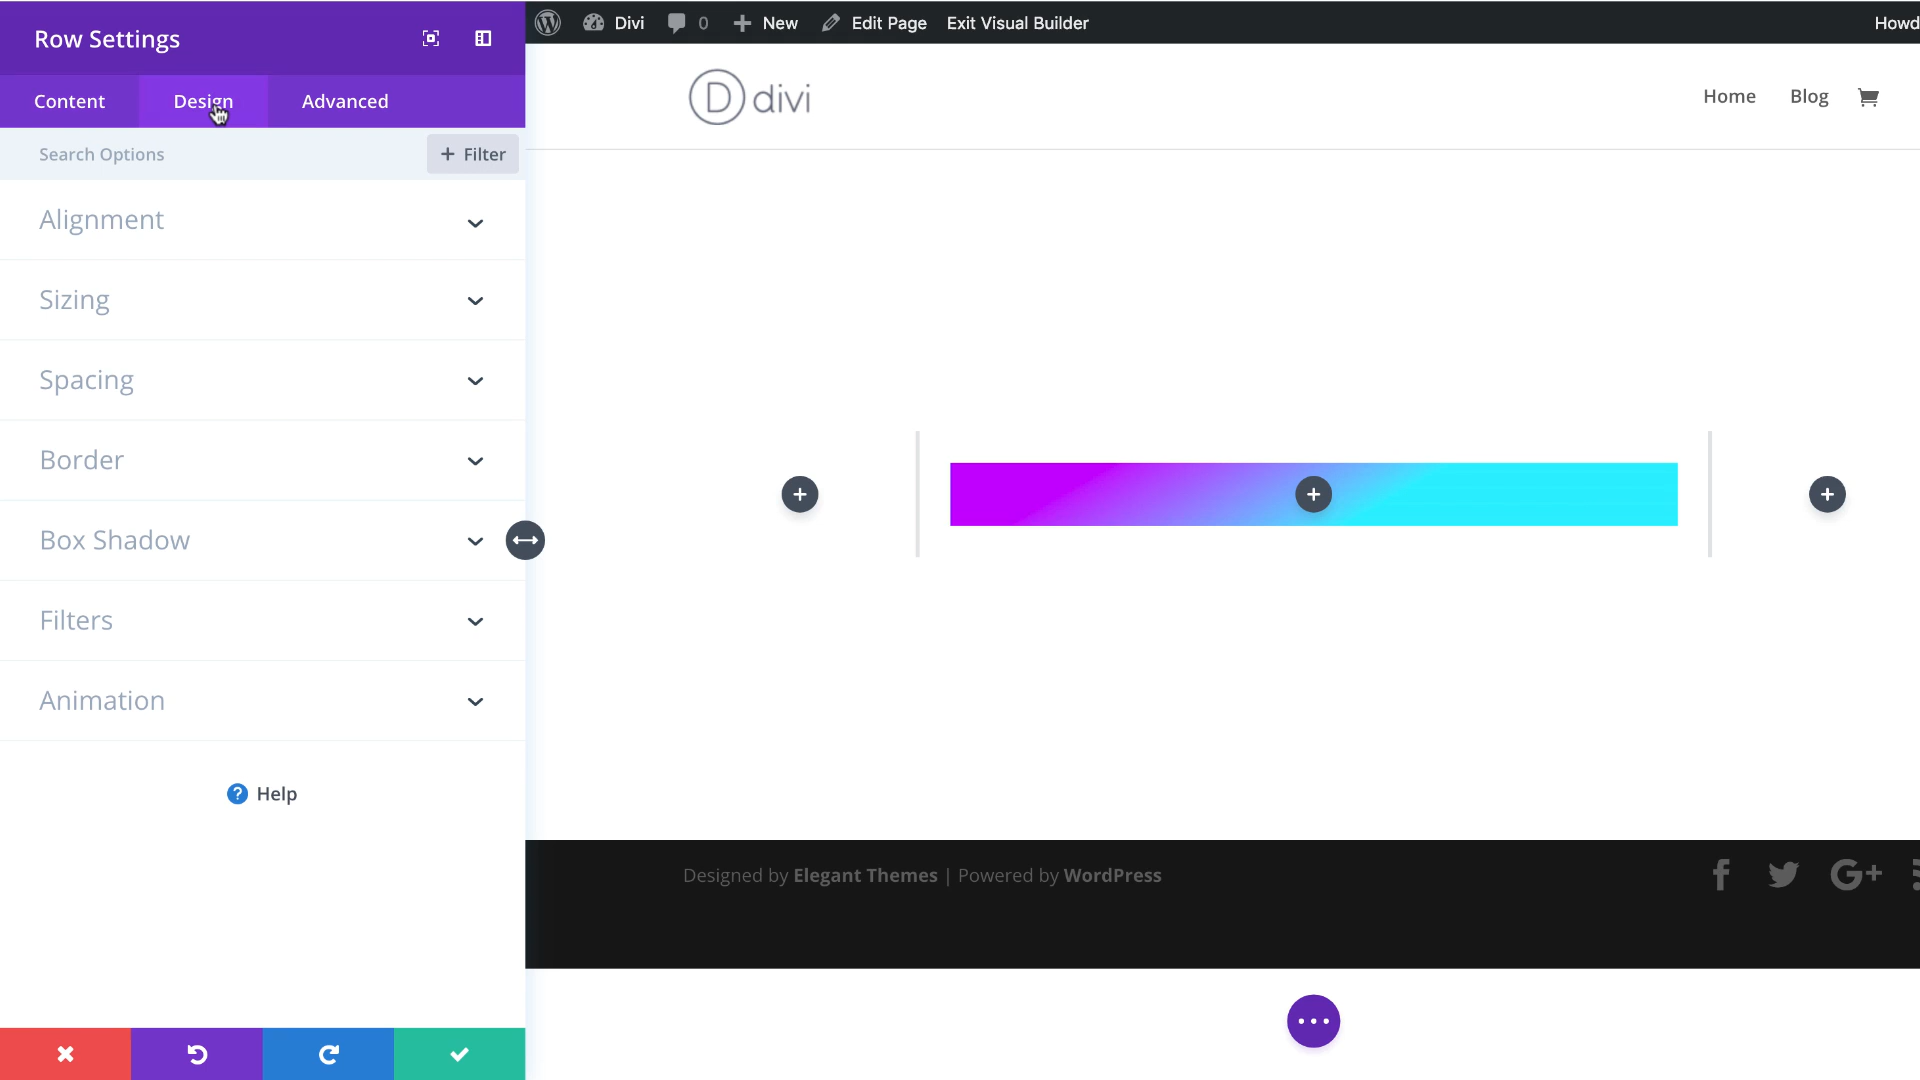 Row Settings
Content Design Advanced
Search Options + Filter
Alignment
Sizing
Spacing
Border
Box Shadow
Filters
Animation
? Help
Divi 0 New Edit Page Exit Visual Builder Howd
D divi
Home Blog
Designed by Elegant Themes | Powered by WordPress
G+